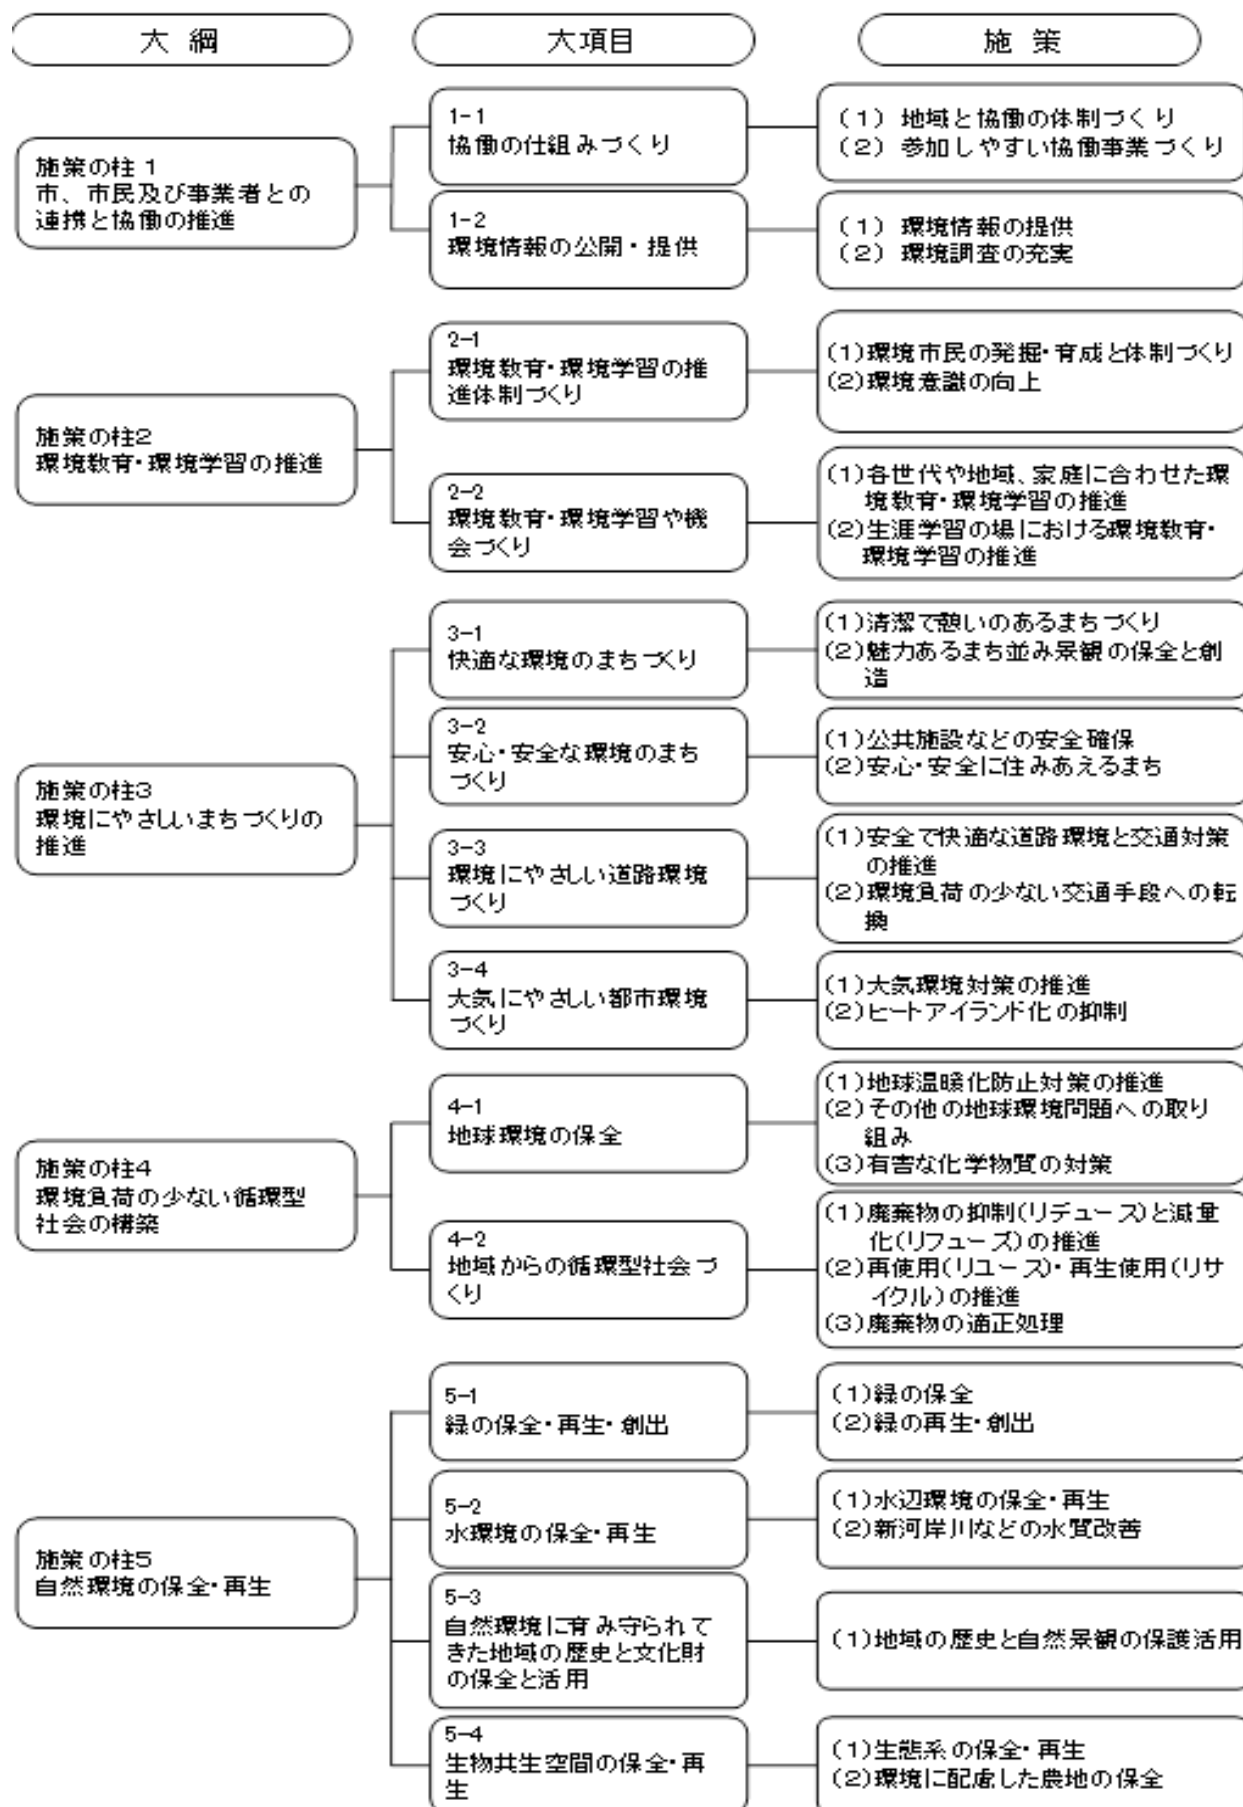 大 綱
大項目
施 策
施策の柱 1
市、市民及び事業者との
連携と協働の推進
1-1
協働の仕組みづくり
(1) 地域と協働の体制づくり
(2) 参加しやすい協働事業づくり
1-2
環境情報の公開・提供
(1) 環境情報の提供
(2) 環境調査の充実
施策の柱2
環境教育・環境学習の推進
2-1
環境教育・環境学習の推
進体制づくり
(1)環境市民の発掘・育成と体制づくり
(2)環境意識の向上
2-2
環境教育・環境学習や機
会づくり
(1)各世代や地域、家庭に合わせた環
境教育・環境学習の推進
(2)生涯学習の場における環境教育・
環境学習の推進
施策の柱3
環境にやさしいまちづくりの
推進
3-1
快適な環境のまちづくり
(1)清潔で憩いのあるまちづくり
(2)魅力あるまち並み景観の保全と創
造
3-2
安心・安全な環境のまち
づくり
(1)公共施設などの安全確保
(2)安心・安全に住みあえるまち
3-3
環境にやさしい道路環境
づくり
(1)安全で快適な道路環境と交通対策
の推進
(2)環境負荷の少ない交通手段への転
換
3-4
大気にやさしい都市環境
づくり
(1)大気環境対策の推進
(2)ヒートアイランド化の抑制
施策の柱4
環境負荷の少ない循環型
社会の構築
4-1
地球環境の保全
(1)地球温暖化防止対策の推進
(2)その他の地球環境問題への取り
組み
(3)有害な化学物質の対策
4-2
地域からの循環型社会づ
くり
(1)廃棄物の抑制(リデュース)と減量
化(リフューズ)の推進
(2)再使用(リユース)・再生使用(リサ
イクル)の推進
(3)廃棄物の適正処理
施策の柱5
自然環境の保全・再生
5-1
緑の保全・再生・創出
(1)緑の保全
(2)緑の再生・創出
5-2
水環境の保全・再生
(1)水辺環境の保全・再生
(2)新河岸川などの水質改善
5-3
自然環境に育み守られて
きた地域の歴史と文化財
の保全と活用
(1)地域の歴史と自然景観の保護活用
5-4
生物共生空間の保全・再
生
(1)生態系の保全・再生
(2)環境に配慮した農地の保全